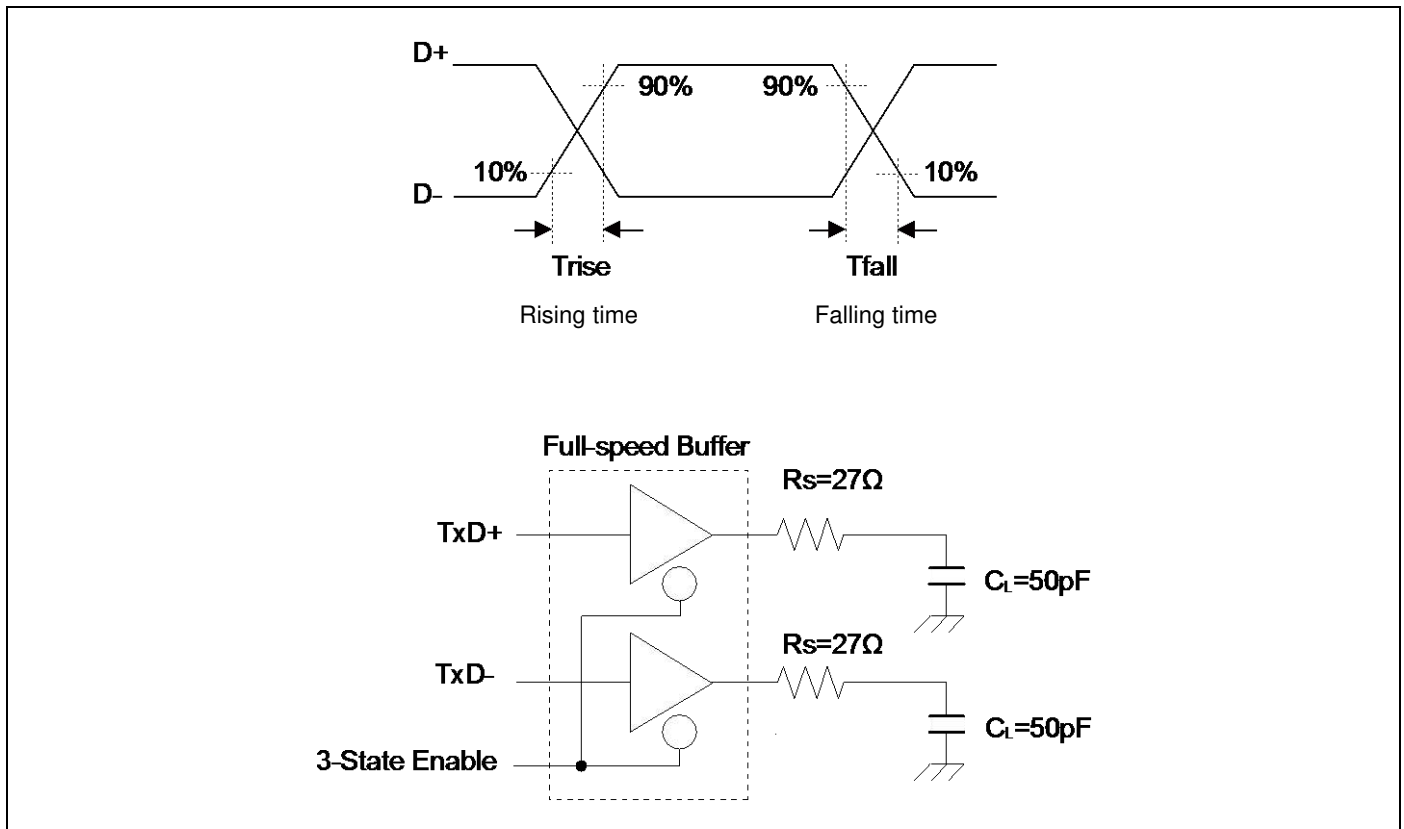 D+
90% 90%
10% 10%
D-
Trise Tfall
Rising time Falling time
Full-speed Buffer
Rs=27Ω
TxD+
CL=50pF
Rs=27Ω
TxD-
CL=50pF
3-State Enable